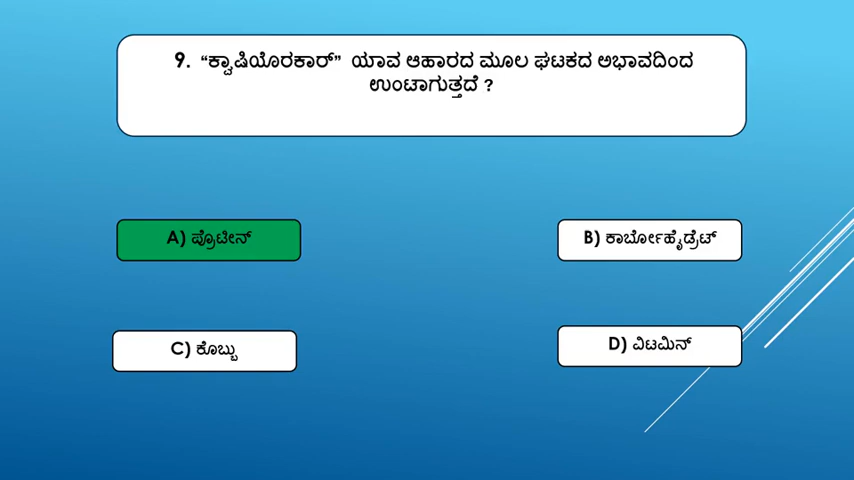 9. “ಕ್ವಾಷಿಯೊರಕಾರ್” ಯಾವ ಆಹಾರದ ಮೂಲ ಘಟಕದ ಅಭಾವದಿಂದ
ಉಂಟಾಗುತ್ತದೆ ?
A) ಪ್ರೊಟೀನ್
B) ಕಾರ್ಬೋಹೈಡ್ರೆಟ್
C) ಕೊಬ್ಬು
D) ವಿಟಮಿನ್